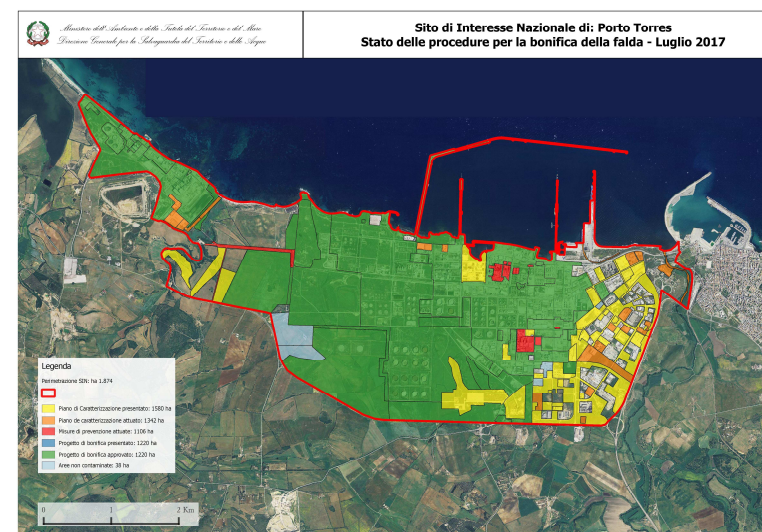 Ministero dell'Ambiente e della Tutela del Territorio e del Mare
Direzione Generale per la Salvaguardia del Territorio e delle Acque
Sito di Interesse Nazionale di: Porto Torres
Stato delle procedure per la bonifica della falda - Luglio 2017
Legenda
Perimetrazione SIN: ha 1.874
Piano di Caratterizzazione presentato: 1580 ha
Piano de caratterizzazione attuato: 1342 ha
Misure di prevenzione attuate: 1106 ha
Progetto di bonifica presentato: 1220 ha
Progetto di bonifica approvato: 1220 ha
Aree non contaminate: 38 ha
0 1 2 Km